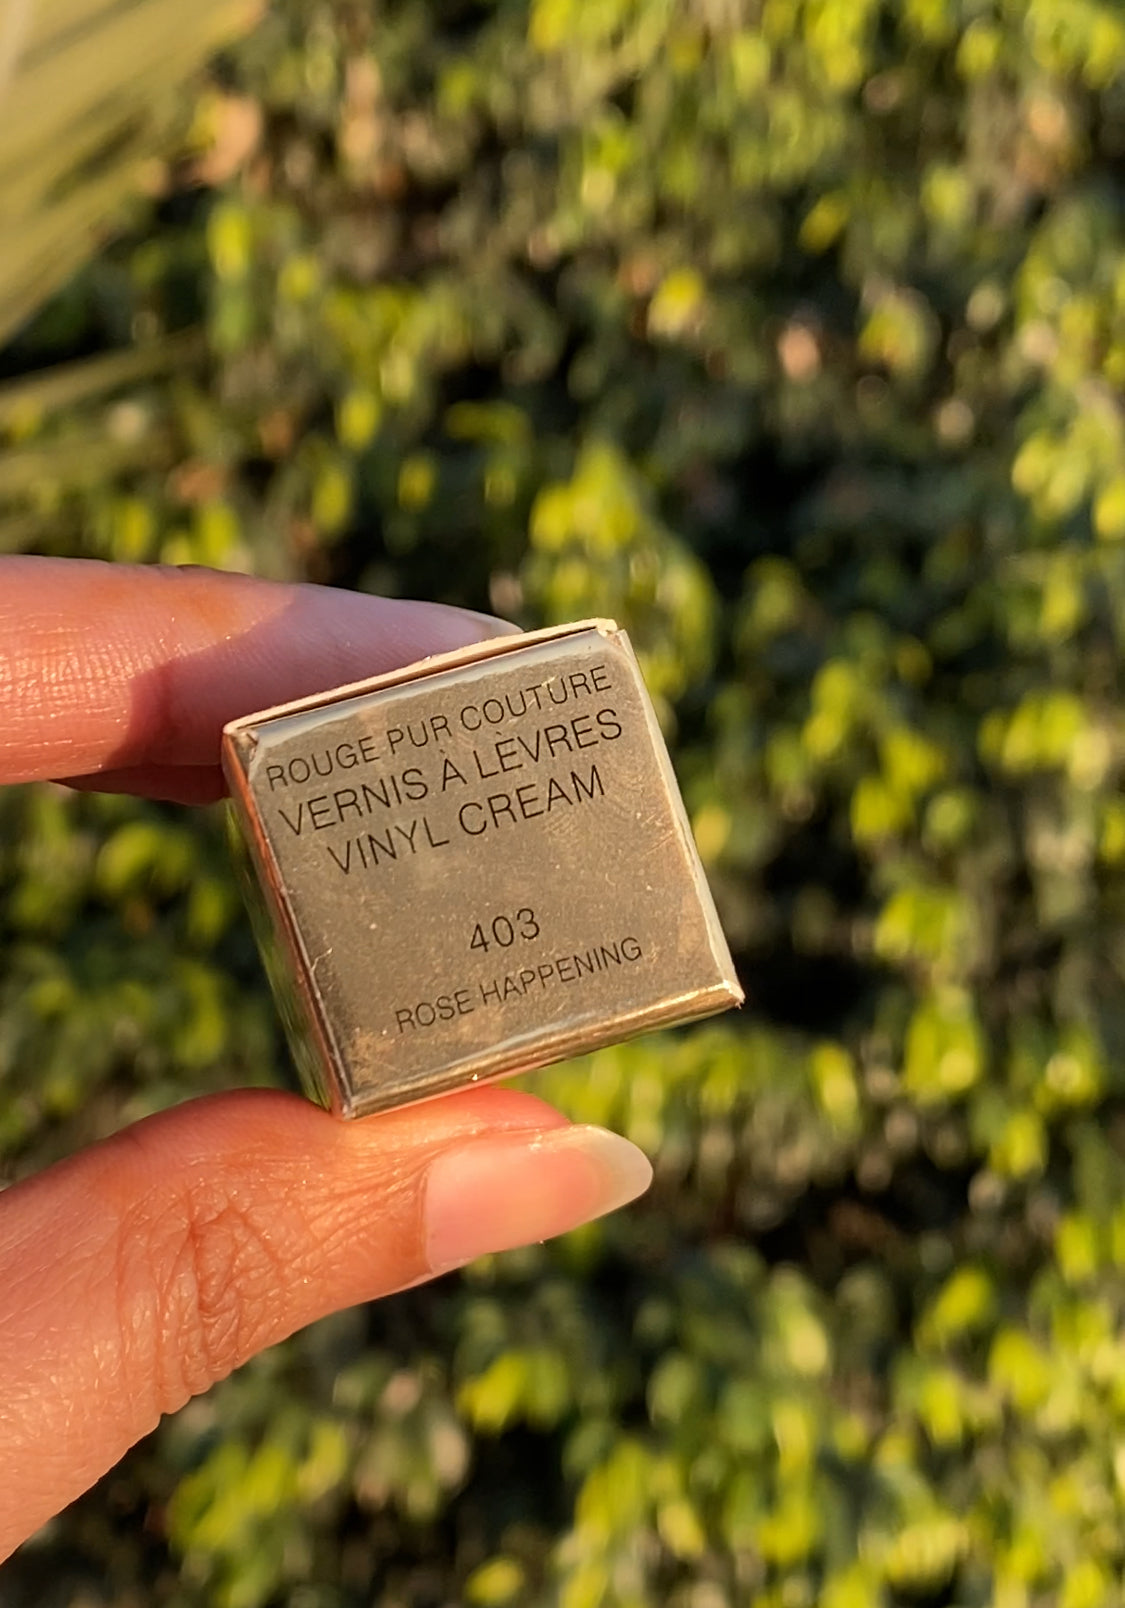 ROUGE PUR COUTURE
VERNIS À LÈVRES
VINYL CREAM
403
ROSE HAPPENING